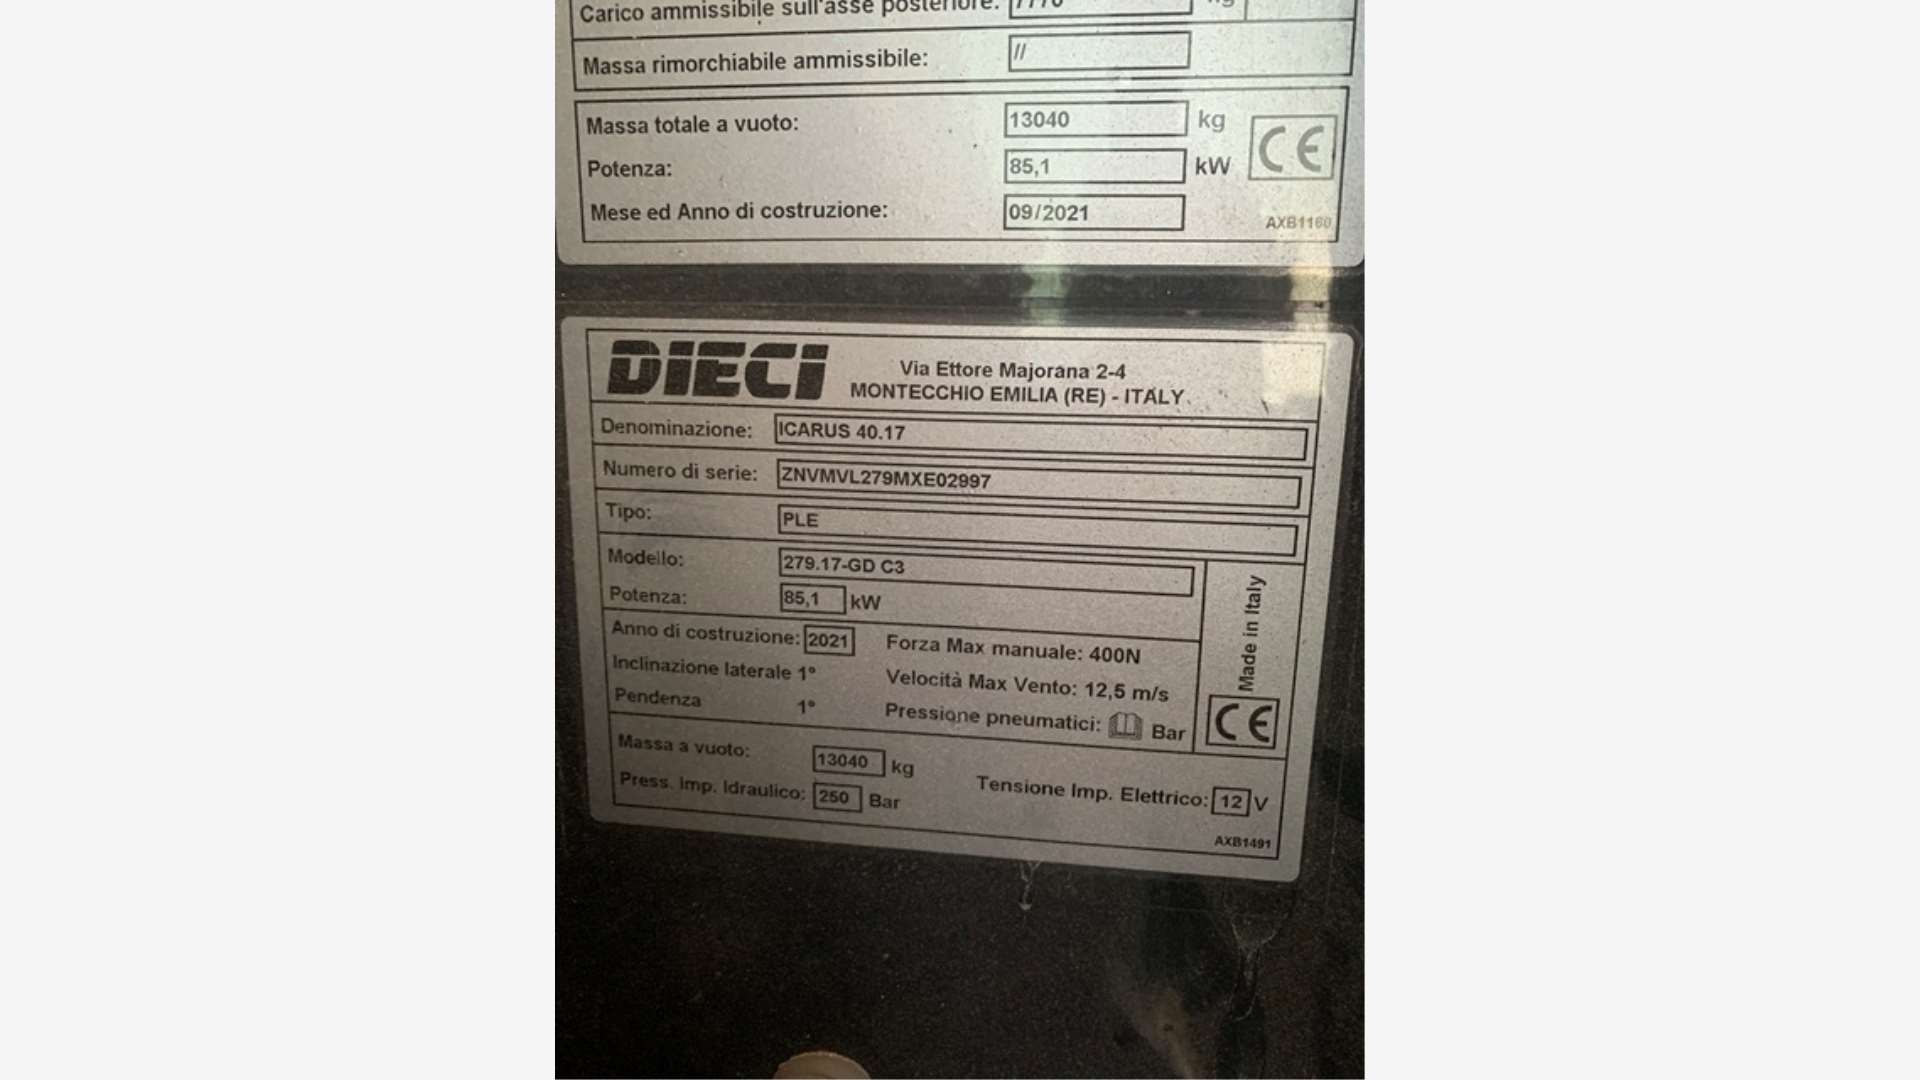 Carico ammissibile sull'asse posteriore: kg
Massa rimorchiabile ammissibile: //
Massa totale a vuoto: 13040 kg
Potenza: 85,1 kW
CE
Mese ed Anno di costruzione: 09/2021
AXB1160
DIECI
Via Ettore Majorana 2-4
MONTECCHIO EMILIA (RE) - ITALY
Denominazione: ICARUS 40.17
Numero di serie: ZNVMVL279MXE02997
Tipo: PLE
Modello: 279.17-GD C3
Potenza: 85,1 kW
Made in Italy
Anno di costruzione: 2021 Forza Max manuale: 400N
Inclinazione laterale 1° Velocità Max Vento: 12,5 m/s
Pendenza 1° Pressione pneumatici: Bar
CE
Massa a vuoto: 13040 kg
Press. Imp. Idraulico: 250 Bar Tensione Imp. Elettrico: 12 V
AXB1491